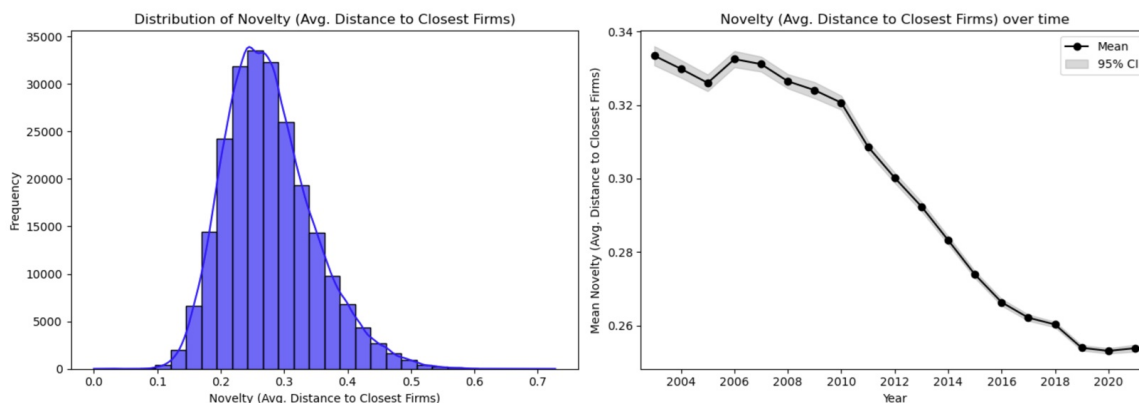 Distribution of Novelty (Avg. Distance to Closest Firms)
35000
30000
25000
20000
15000
10000
5000
0
Frequency
0.0 0.1 0.2 0.3 0.4 0.5 0.6 0.7
Novelty (Avg. Distance to Closest Firms)
Novelty (Avg. Distance to Closest Firms) over time
Mean
95% CI
0.34
0.32
0.30
0.28
0.26
Mean Novelty (Avg. Distance to Closest Firms)
2004 2006 2008 2010 2012 2014 2016 2018 2020
Year